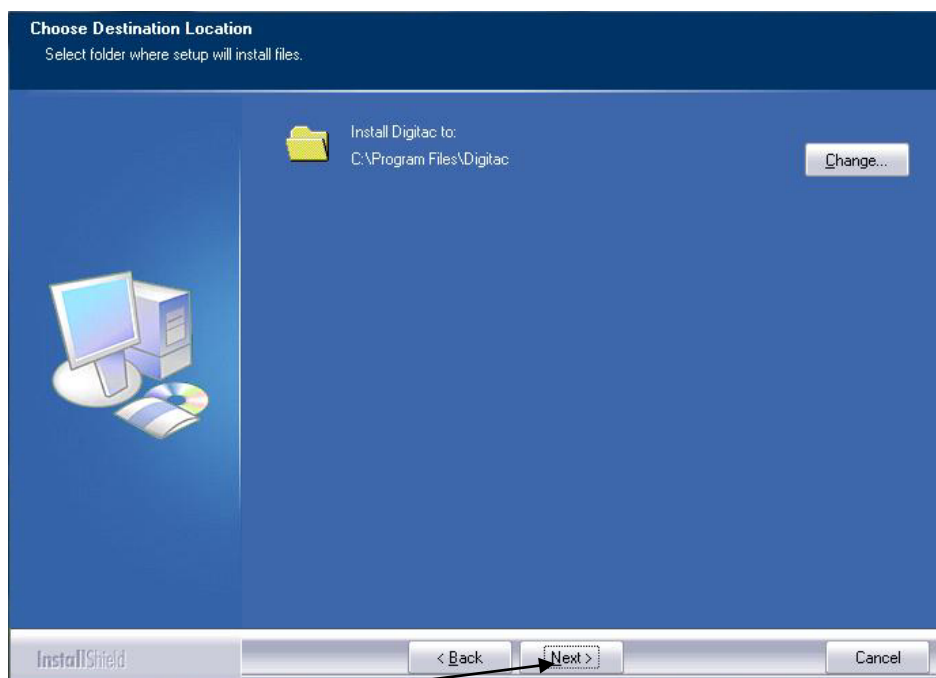 Choose Destination Location
Select folder where setup will install files.
Install Digitac to:
C:\Program Files\Digitac
Change...
InstallShield
< Back
Next >
Cancel